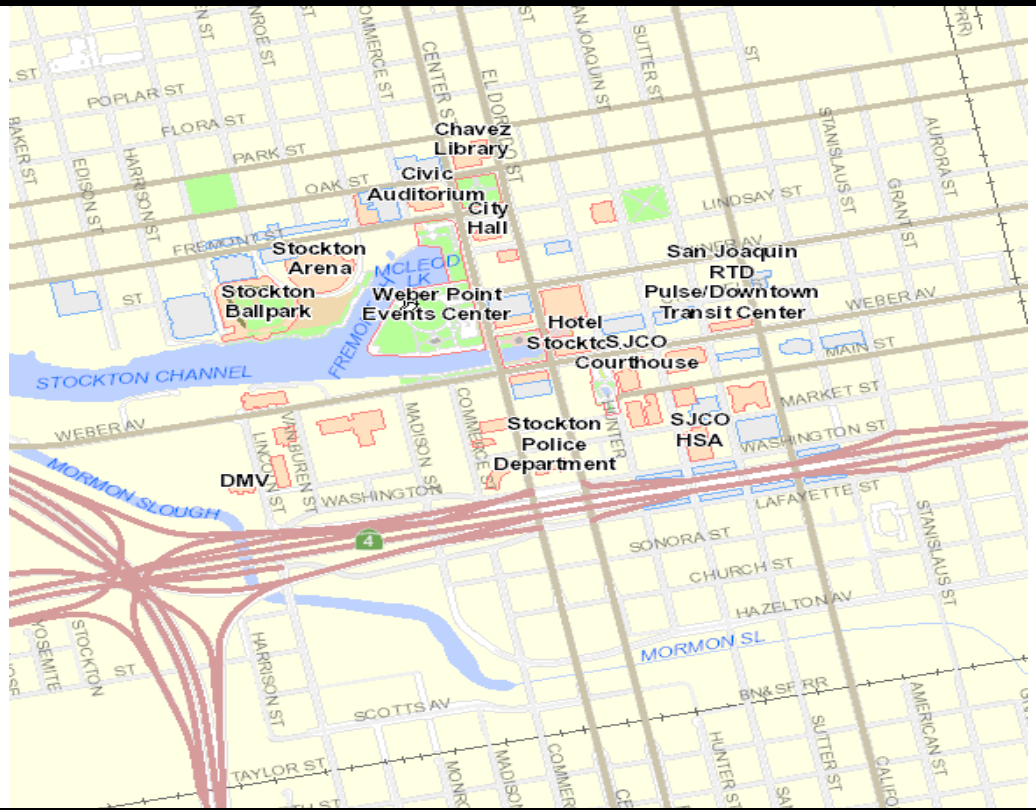 ST
POPLAR ST
FLORA ST
PARK ST
OAK ST
FREMONT ST
ST
BAKER ST
EDISON ST
HARRISON ST
COMMERCE ST
CENTER S
EL DORADO ST
SUTTER ST
ST
STANISLAUS ST
GRANT ST
AURORA ST
LINDSAY ST
WEBER AV
MAIN ST
MARKET ST
WASHINGTON ST
LAFAYETTE ST
Chavez
Library
Civic
Auditorium
City
Hall
Stockton
Arena
Stockton
Ballpark
MCLEOD
LK
Weber Point
Events Center
San Joaquin
RTD
Pulse/Downtown
Transit Center
Hotel
Stockto
SJCO
Courthouse
HUNTER
SJCO
HSA
Stockton
Police
Department
STOCKTON CHANNEL
WEBER AV
MADISON ST
COMMERCE S
LINCOLN ST
VAN BUREN ST
DMV
WASHINGTON
MORMON SLOUGH
4
SONORA ST
CHURCH ST
HAZELTON AV
MORMON SL
STANISLAUS ST
BN&SF RR
YOSEMITE
STOCKTON
ST
HARRISON ST
SCOTTS AV
TAYLOR ST
MADISON
COMMER
HUNTER ST
SUTTER ST
CALIFO
AMERICAN ST